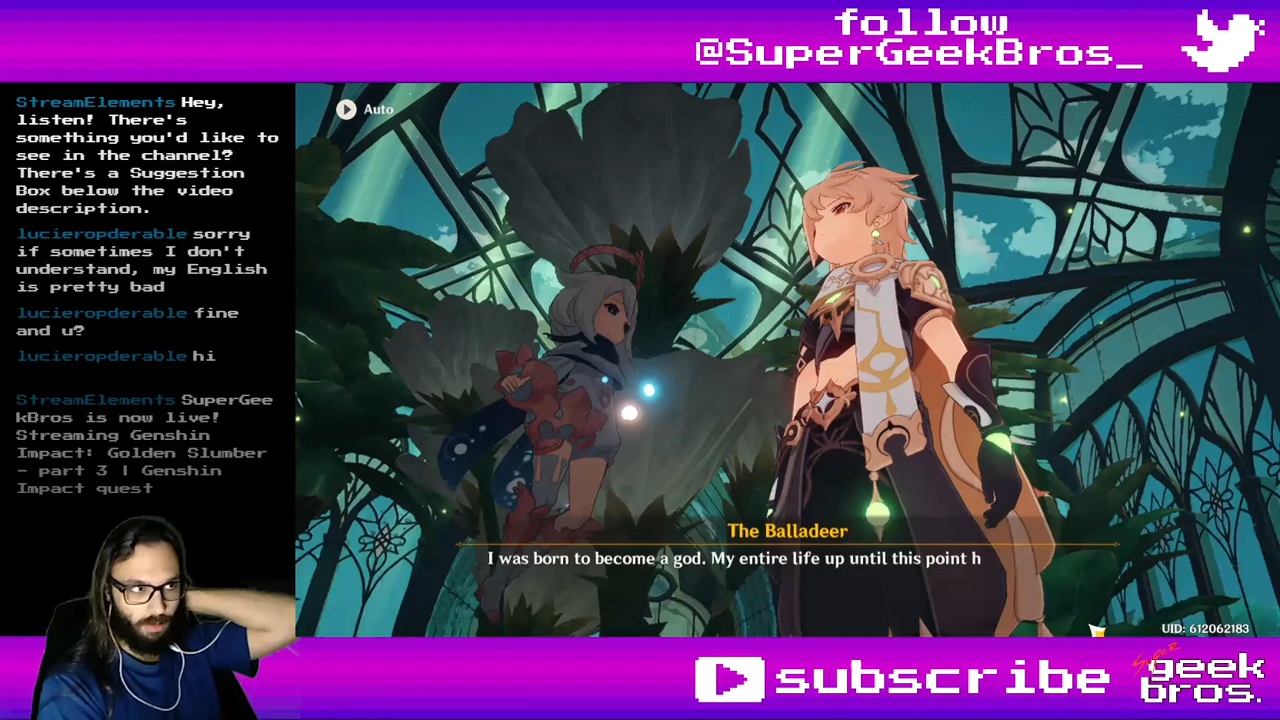 follow
@SuperGeekBros_
StreamElements Hey,
listen! There's
something you'd like to
see in the channel?
There's a Suggestion
Box below the video
description.
lucieropderable sorry
if sometimes I don't
understand, my English
is pretty bad
lucieropderable fine
and u?
lucieropderable hi
StreamElements SuperGee
kBros is now live!
Streaming Genshin
Impact: Golden Slumber
- part 3 | Genshin
Impact quest
Auto
The Balladeer
I was born to become a god. My entire life up until this point h
UID: 612062183
subscribe
super
geek
bros.